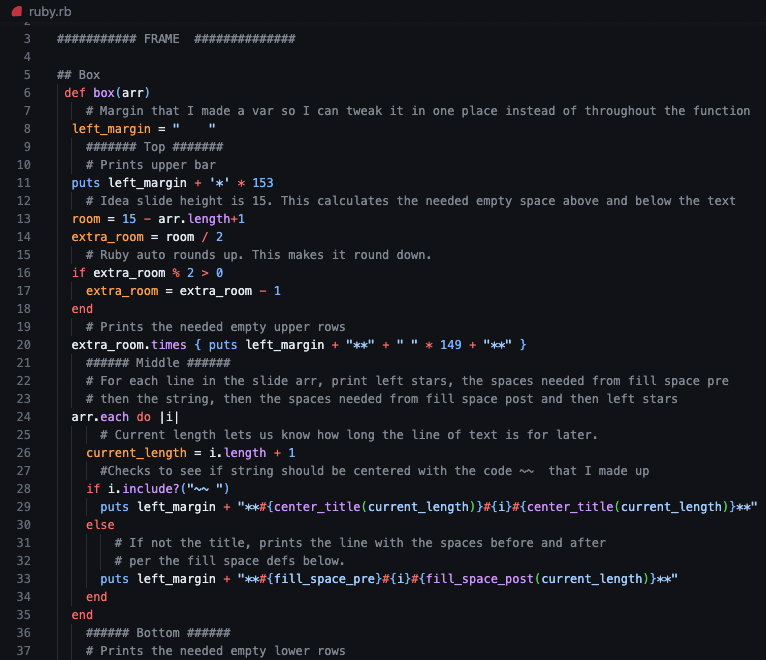 ruby.rb
2
3 ########### FRAME ##############
4
5 ## Box
6 def box(arr)
7 # Margin that I made a var so I can tweak it in one place instead of throughout the function
8 left_margin = "    "
9 ####### Top #######
10 # Prints upper bar
11 puts left_margin + '*' * 153
12 # Idea slide height is 15. This calculates the needed empty space above and below the text
13 room = 15 - arr.length+1
14 extra_room = room / 2
15 # Ruby auto rounds up. This makes it round down.
16 if extra_room % 2 > 0
17 extra_room = extra_room - 1
18 end
19 # Prints the needed empty upper rows
20 extra_room.times { puts left_margin + "**" + " " * 149 + "**" }
21 ###### Middle ######
22 # For each line in the slide arr, print left stars, the spaces needed from fill space pre
23 # then the string, then the spaces needed from fill space post and then left stars
24 arr.each do |i|
25 # Current length lets us know how long the line of text is for later.
26 current_length = i.length + 1
27 #Checks to see if string should be centered with the code ~~  that I made up
28 if i.include?("~~ ")
29 puts left_margin + "**#{center_title(current_length)}#{i}#{center_title(current_length)}**"
30 else
31 # If not the title, prints the line with the spaces before and after
32 # per the fill space defs below.
33 puts left_margin + "**#{fill_space_pre}#{i}#{fill_space_post(current_length)}**"
34 end
35 end
36 ###### Bottom ######
37 # Prints the needed empty lower rows